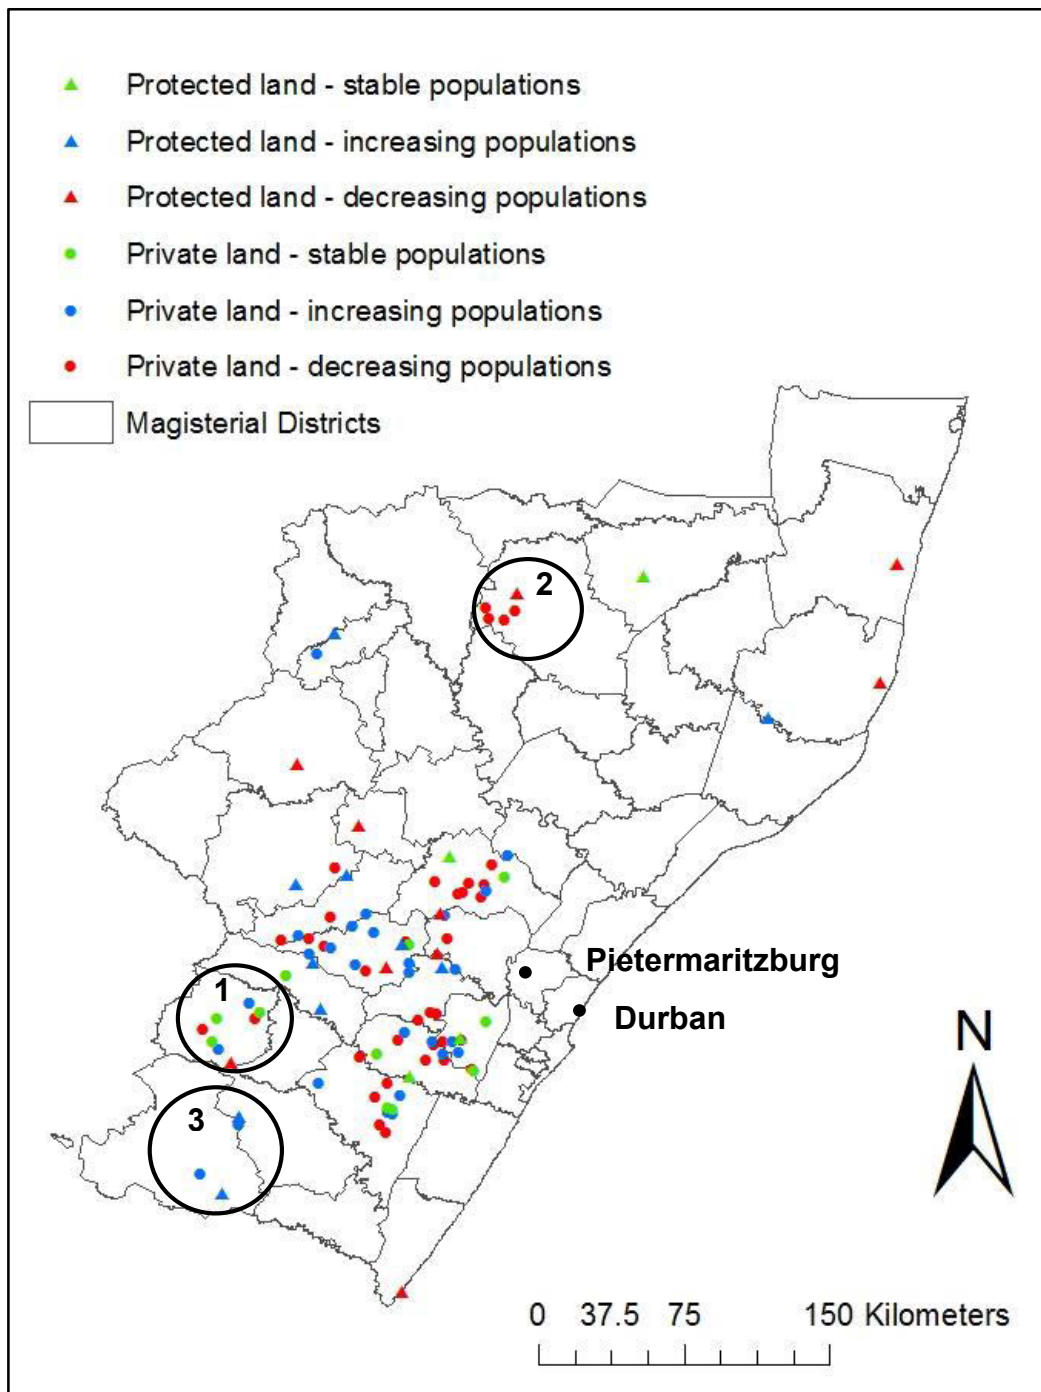 Protected land - stable populations
Protected land - increasing populations
Protected land - decreasing populations
Private land - stable populations
Private land - increasing populations
Private land - decreasing populations
Magisterial Districts
2
Pietermaritzburg
1
Durban
N
3
0 37.5 75 150 Kilometers